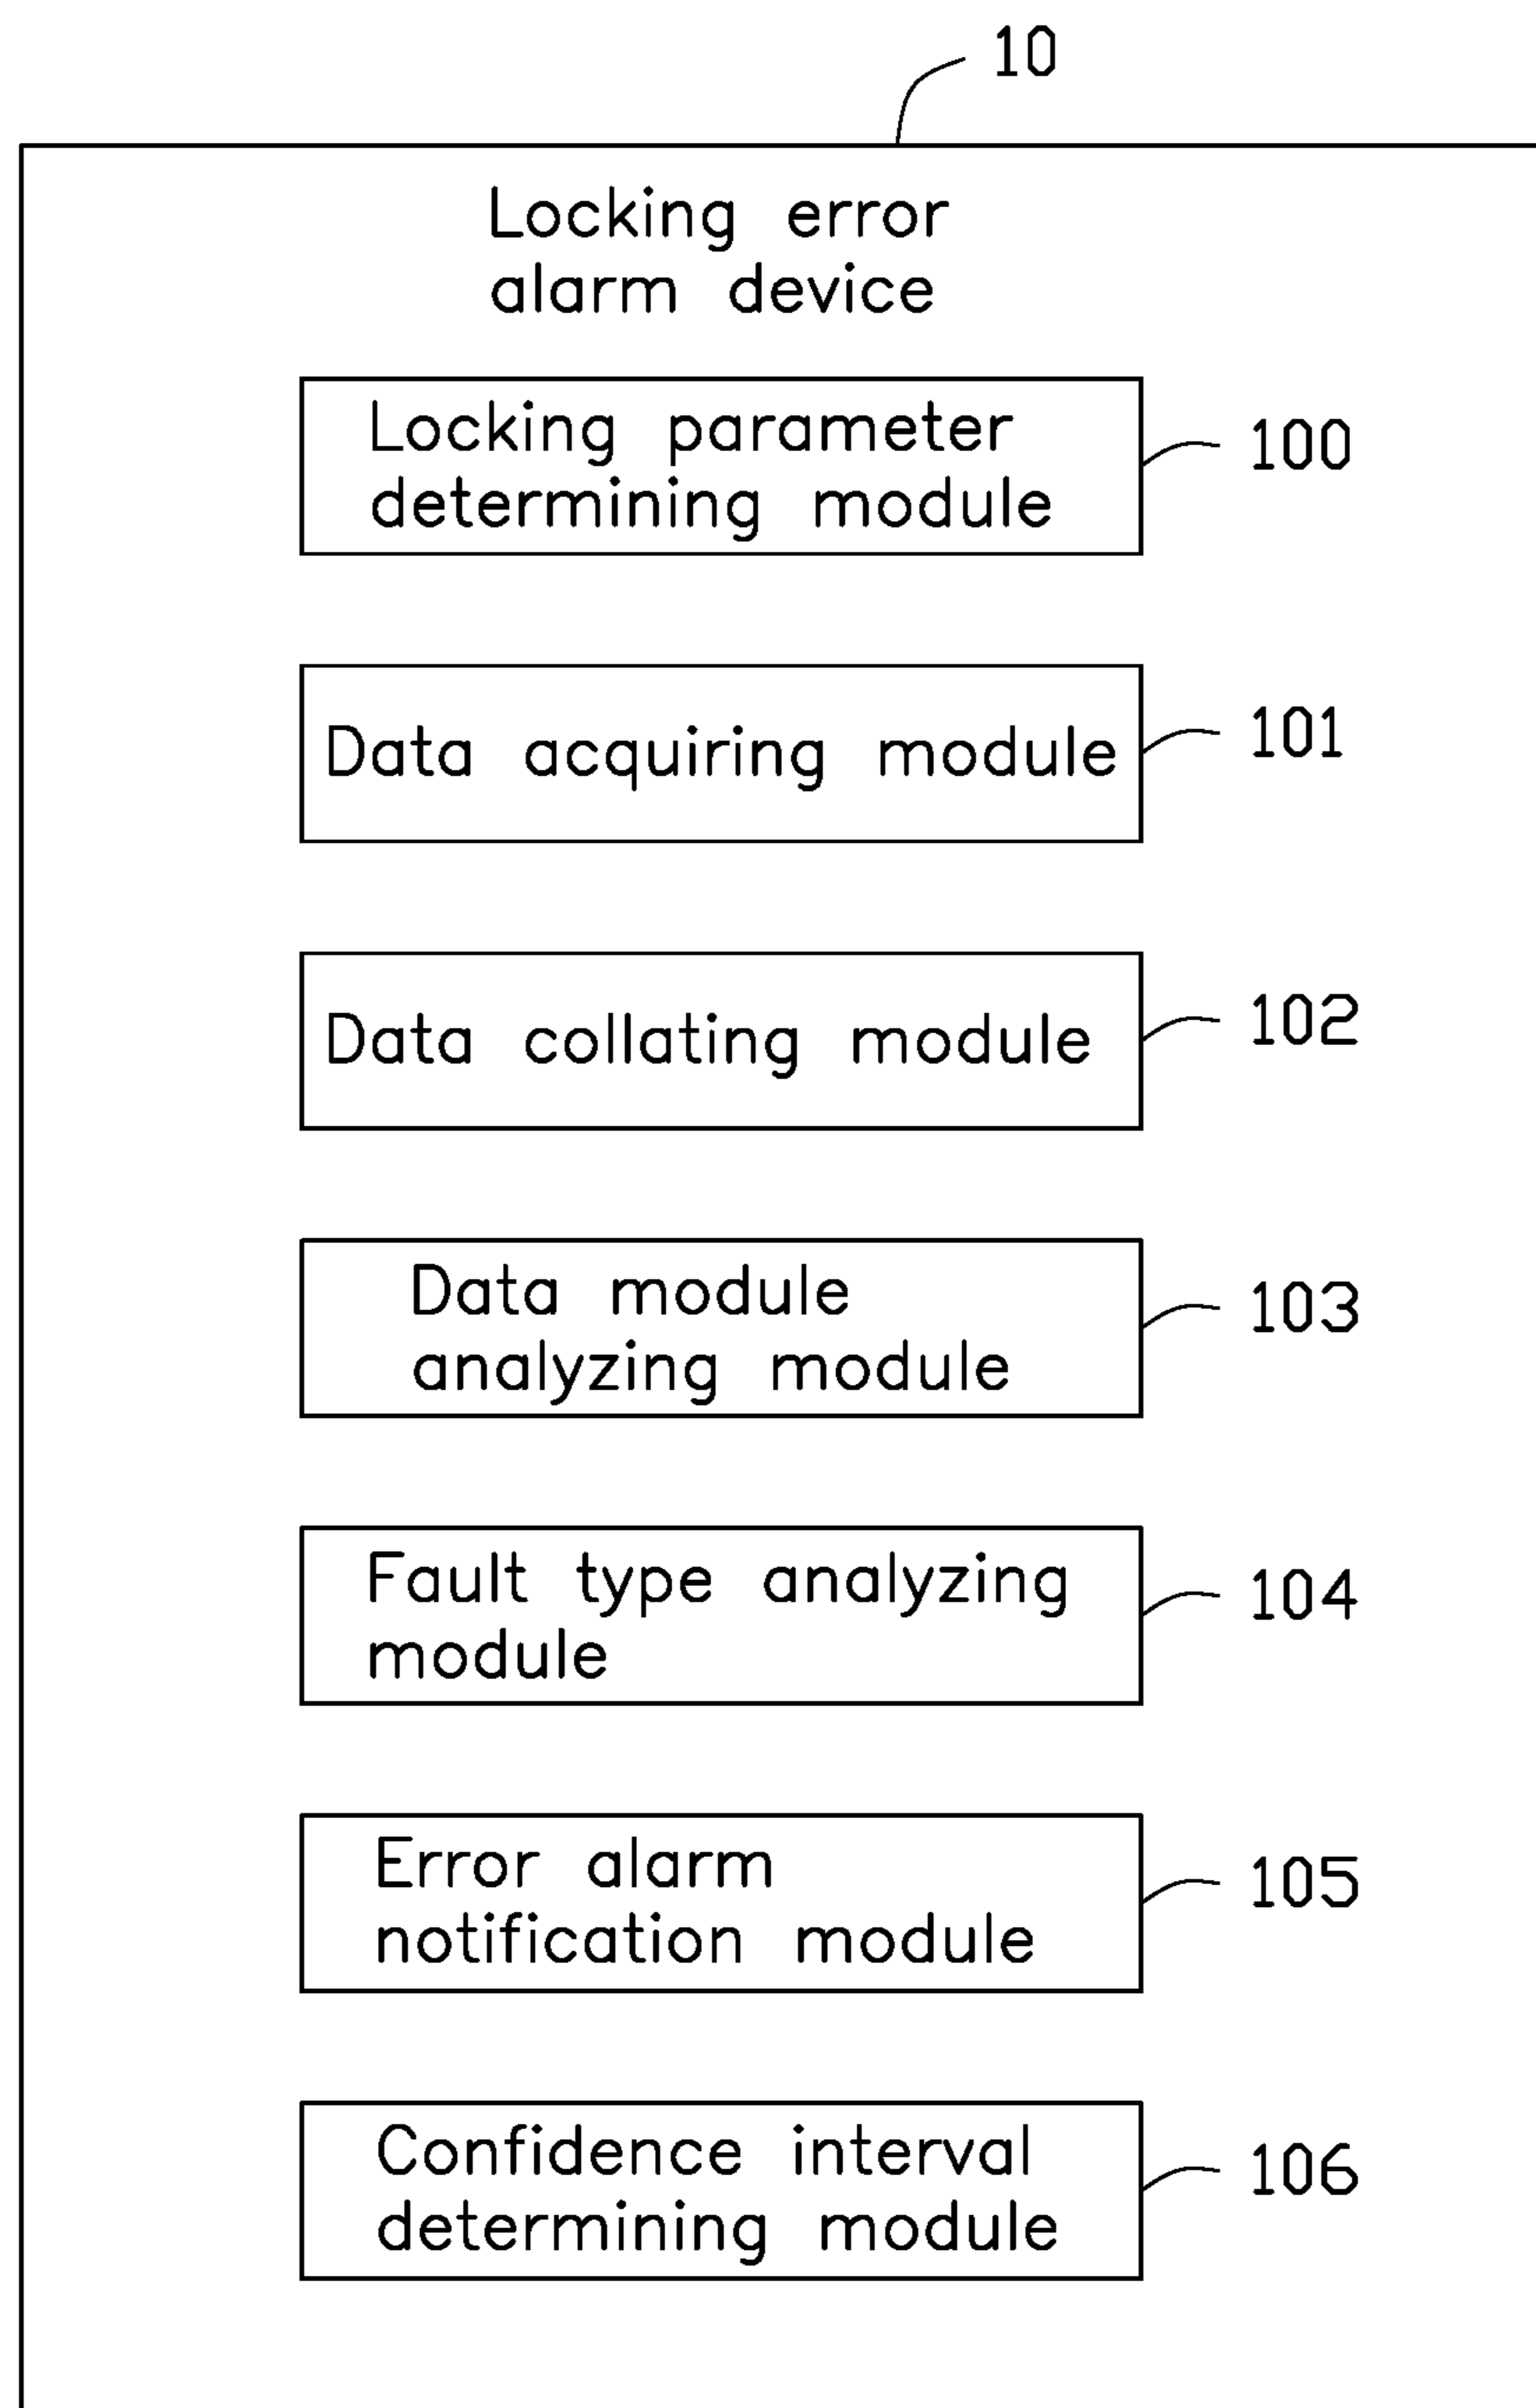 10
Locking error
alarm device
Locking parameter
determining module
100
Data acquiring module
101
Data collating module
102
Data module
analyzing module
103
Fault type analyzing
module
104
Error alarm
notification module
105
Confidence interval
determining module
106